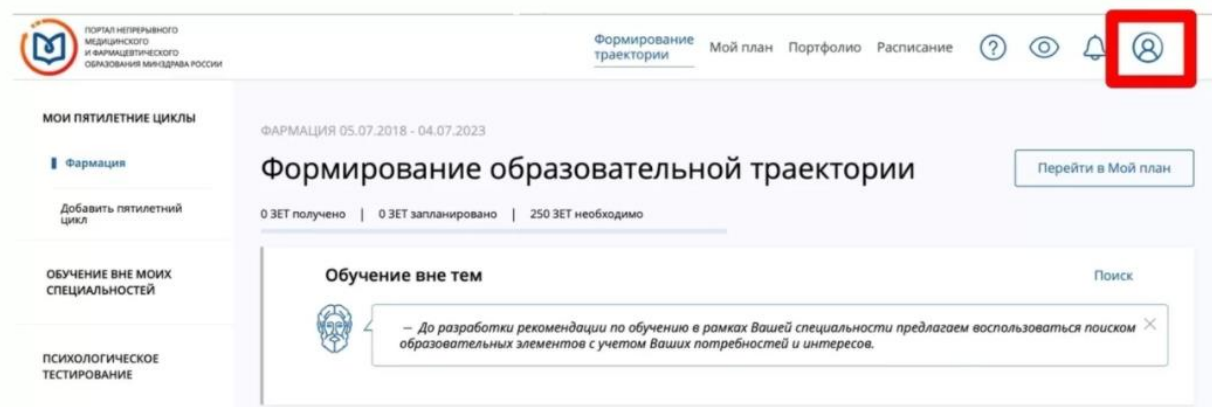 ПОРТАЛ НЕПРЕРЫВНОГО
МЕДИЦИНСКОГО
И ФАРМАЦЕВТИЧЕСКОГО
ОБРАЗОВАНИЯ МИНЗДРАВА РОССИИ
Формирование
траектории
Мой план
Портфолио
Расписание
?
МОИ ПЯТИЛЕТНИЕ ЦИКЛЫ
Фармация
Добавить пятилетний
цикл
ОБУЧЕНИЕ ВНЕ МОИХ
СПЕЦИАЛЬНОСТЕЙ
ПСИХОЛОГИЧЕСКОЕ
ТЕСТИРОВАНИЕ
ФАРМАЦИЯ 05.07.2018 - 04.07.2023
Формирование образовательной траектории
Перейти в Мой план
0 ЗЕТ получено | 0 ЗЕТ запланировано | 250 ЗЕТ необходимо
Обучение вне тем
Поиск
— До разработки рекомендации по обучению в рамках Вашей специальности предлагаем воспользоваться поиском
образовательных элементов с учетом Ваших потребностей и интересов.